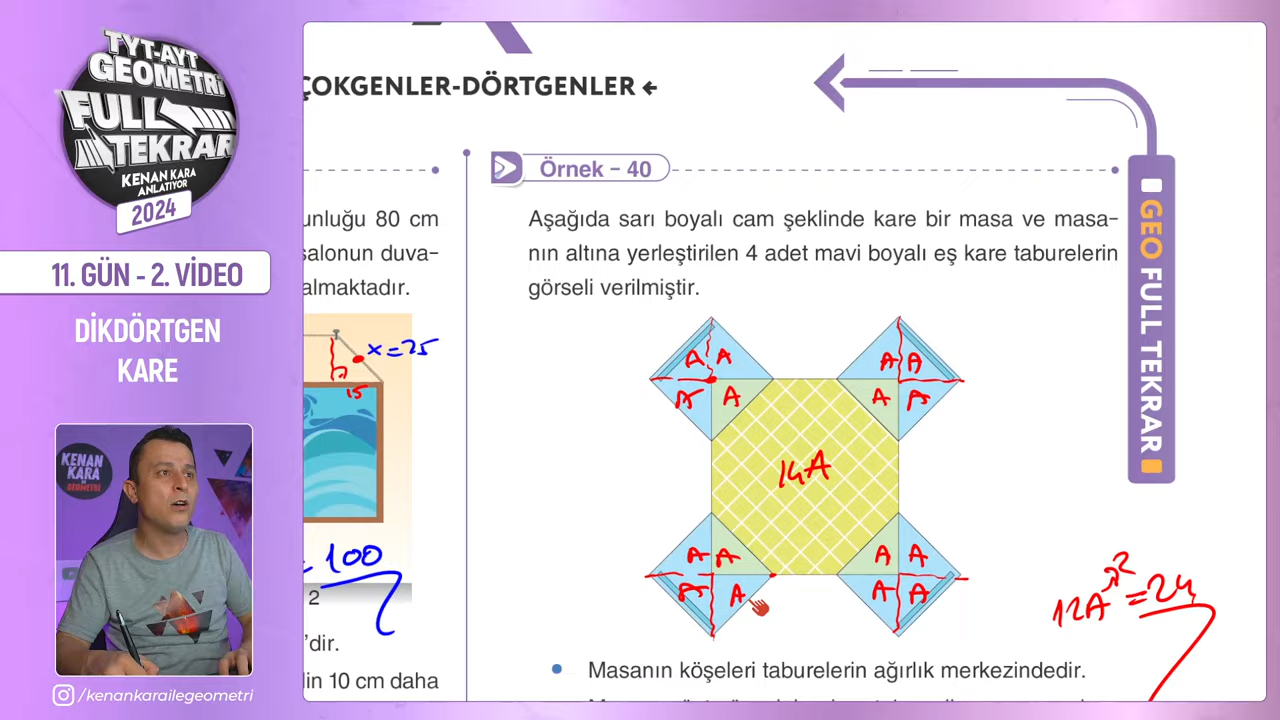 TYT-AYT
GEOMETRİ
FULL
TEKRAR
KENAN KARA
ANLATIYOR
2024
11. GÜN - 2. VİDEO
DİKDÖRTGEN
KARE
KENAN
KARA
GEOMETRİ
/kenankarailegeometri
ÇOKGENLER-DÖRTGENLER
unluğu 80 cm
salonun duva-
almaktadır.
x=25
h
15
= 100
2
'dir.
lin 10 cm daha
Örnek - 40
Aşağıda sarı boyalı cam şeklinde kare bir masa ve masa-
nın altına yerleştirilen 4 adet mavi boyalı eş kare taburelerin
görseli verilmiştir.
A A A A
A A A A
14A
A A A A
A A A A
12A = 24
Masanın köşeleri taburelerin ağırlık merkezindedir.
GEO FULL TEKRAR